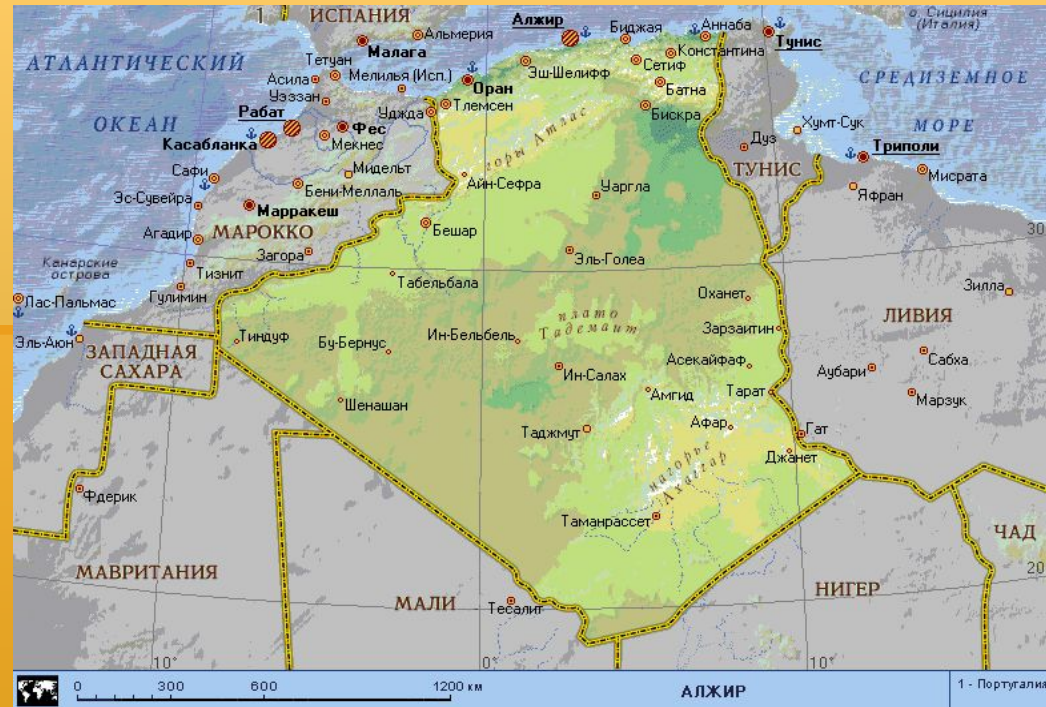 1
ИСПАНИЯ
о. Сицилия
(Италия)
Альмерия
Алжир
Биджая
Аннаба
Тунис
Малага
Константина
АТЛАНТИЧЕСКИЙ
Тетуан
Мелилья (Исп.)
Эш-Шелифф
Сетиф
СРЕДИЗЕМНОЕ
Асила
Оран
Батна
Уэззан
Тлемсен
Бискра
Рабат
Уджда
ОКЕАН
Фес
Хумт-Сук
МОРЕ
Касабланка
Мекнес
горы Атлас
Дуз
Триполи
Сафи
Мидельт
ТУНИС
Мисрата
Бени-Меллаль
Айн-Сефра
Уаргла
Яфран
Эс-Сувейра
Марракеш
Бешар
Агадир
МАРОККО
30
Загора
Эль-Голеа
Канарские
острова
Тизнит
Табельбала
Зилла
Гулимин
Оханет
Лас-Пальмас
плато
Тадемаит
ЛИВИЯ
Эль-Аюн
Тиндуф
Ин-Бельбель
Зарзаитин
ЗАПАДНАЯ
САХАРА
Бу-Бернус
Асекайфаф
Сабха
Ин-Салах
Аубари
Шенашан
Амгид
Тарат
Марзук
Таджмут
Афар
Гат
Джанет
нагорье
Ахаггар
Фдерик
Таманрассет
ЧАД
МАВРИТАНИЯ
20
МАЛИ
НИГЕР
Тесалит
10°
0°
10°
0 300 600 1200 км
АЛЖИР
1 - Португалия